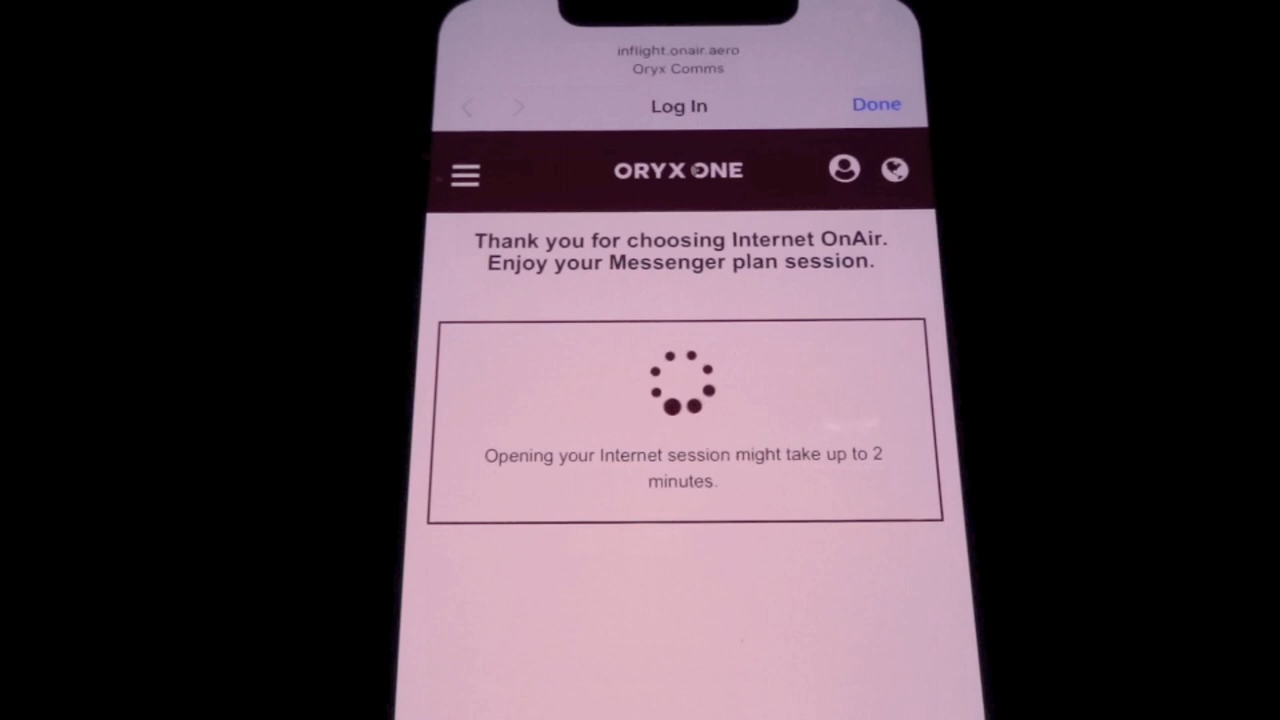 inflight.onair.aero
Oryx Comms
Log In
Done
ORYX ONE
Thank you for choosing Internet OnAir.
Enjoy your Messenger plan session.
Opening your Internet session might take up to 2
minutes.